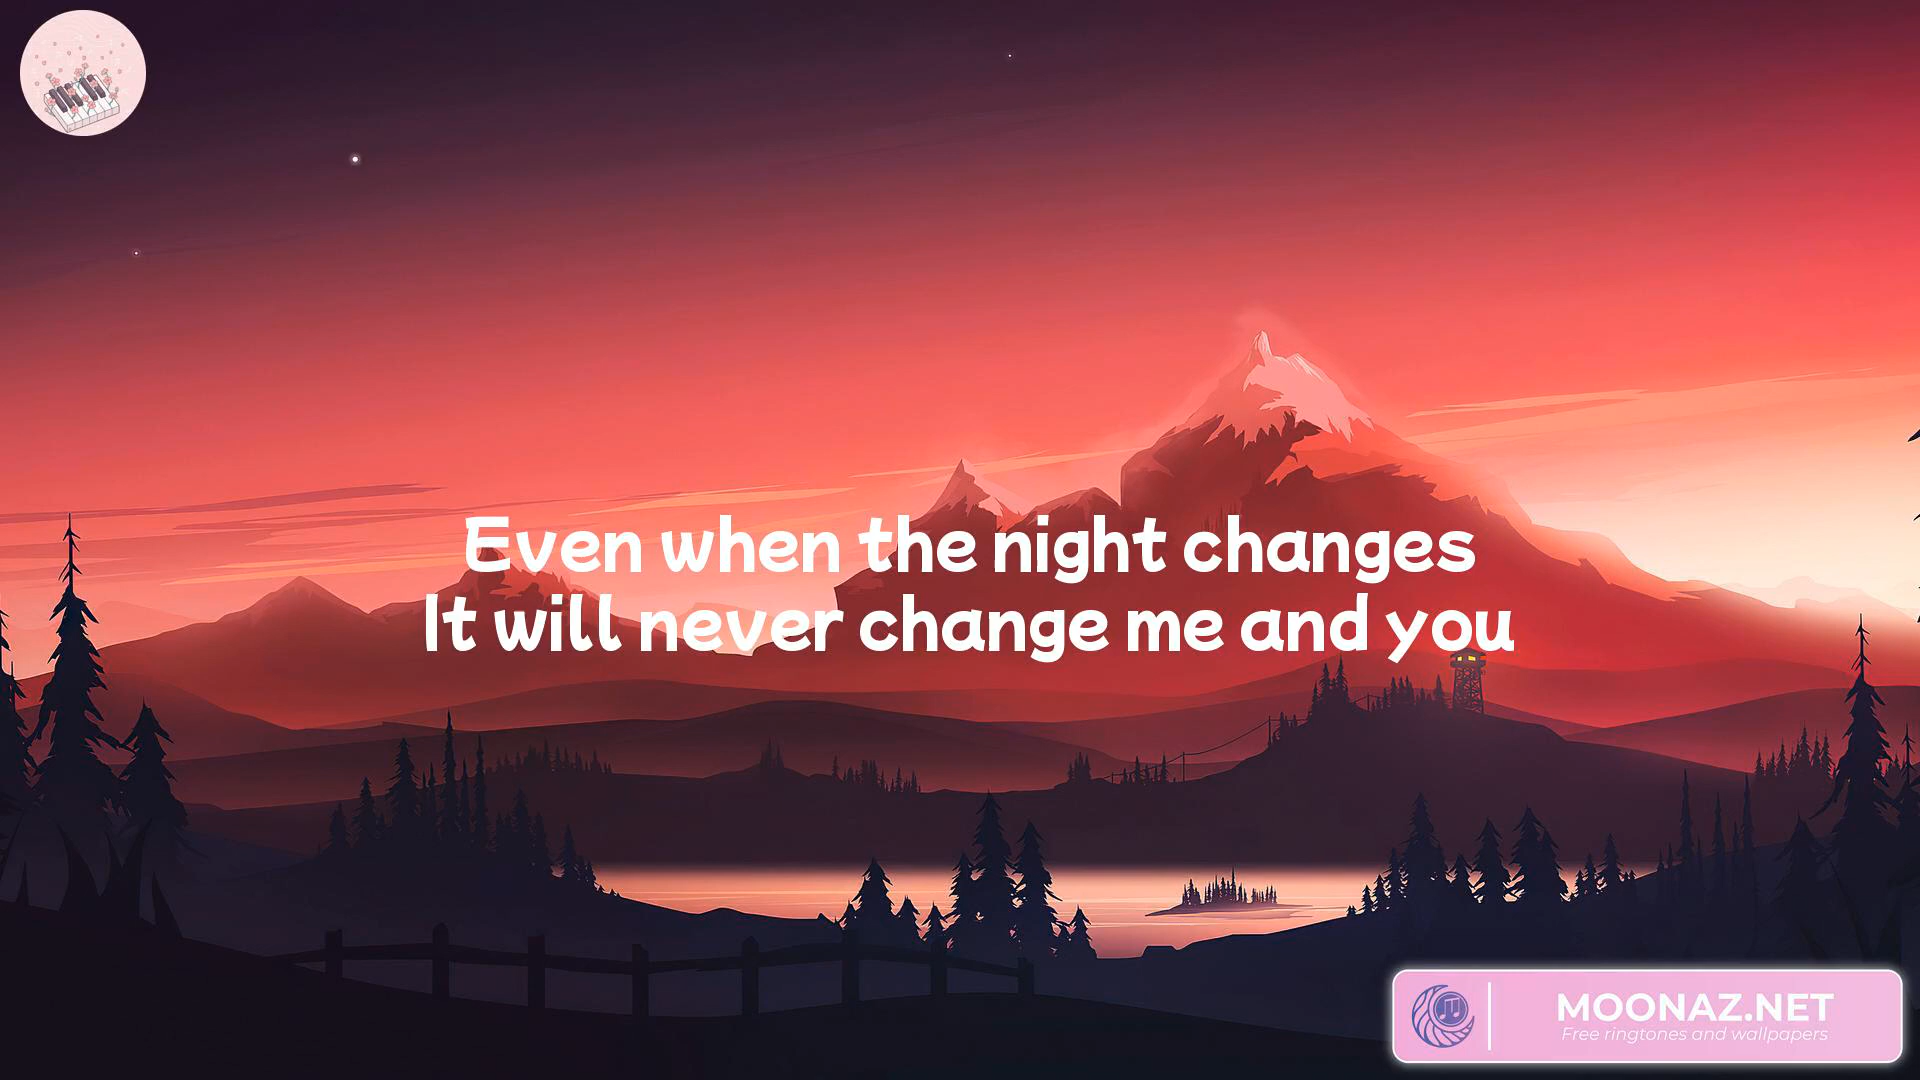 Even when the night changes
It will never change me and you
MOONAZ.NET
Free ringtones and wallpapers